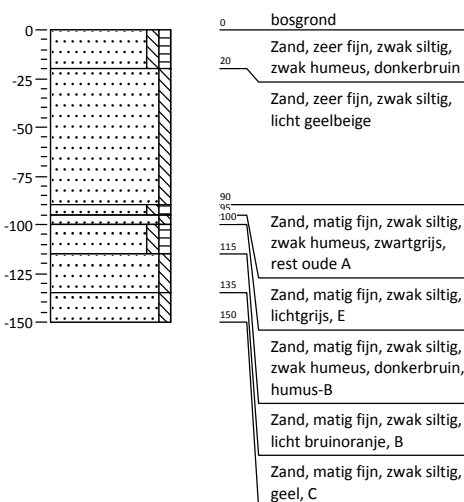 0
-25
-50
-75
-100
-125
-150
0
bosgrond
Zand, zeer fijn, zwak siltig,
zwak humeus, donkerbruin
20
Zand, zeer fijn, zwak siltig,
licht geelbeige
90
95
100
Zand, matig fijn, zwak siltig,
zwak humeus, zwartgrijs,
rest oude A
115
Zand, matig fijn, zwak siltig,
lichtgrijs, E
135
Zand, matig fijn, zwak siltig,
zwak humeus, donkerbruin,
humus-B
150
Zand, matig fijn, zwak siltig,
licht bruinoranje, B
Zand, matig fijn, zwak siltig,
geel, C